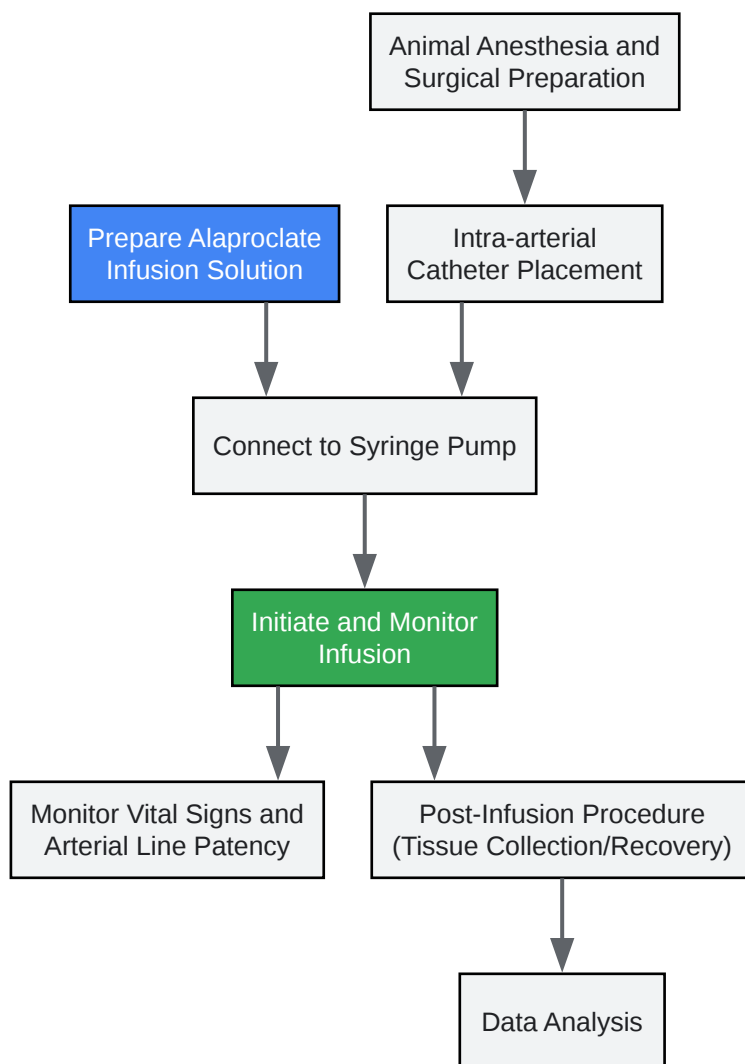 Animal Anesthesia and
Surgical Preparation
Prepare Alaproclate
Infusion Solution
Intra-arterial
Catheter Placement
Connect to Syringe Pump
Initiate and Monitor
Infusion
Monitor Vital Signs and
Arterial Line Patency
Post-Infusion Procedure
(Tissue Collection/Recovery)
Data Analysis